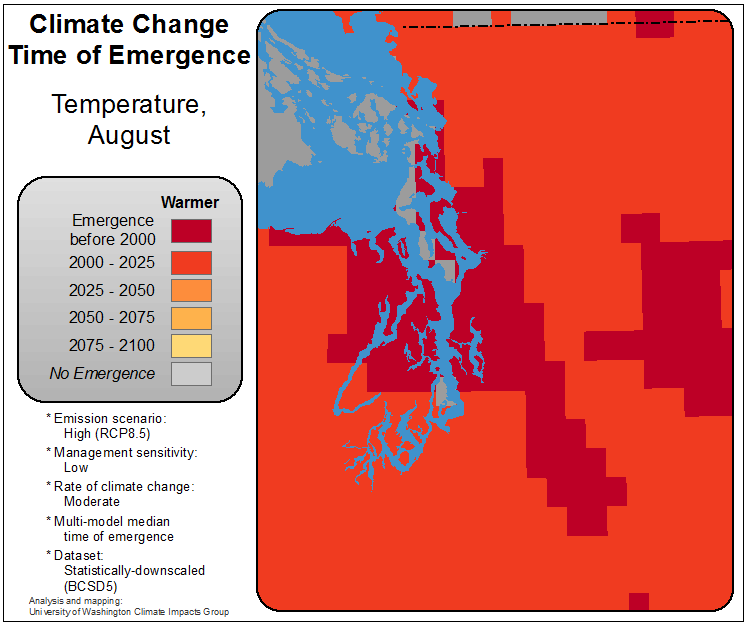 Climate Change
Time of Emergence
Temperature,
August
Warmer
Emergence
before 2000
2000 - 2025
2025 - 2050
2050 - 2075
2075 - 2100
No Emergence
* Emission scenario:
High (RCP8.5)
* Management sensitivity:
Low
* Rate of climate change:
Moderate
* Multi-model median
time of emergence
* Dataset:
Statistically-downscaled
(BCSD5)
Analysis and mapping:
University of Washington Climate Impacts Group